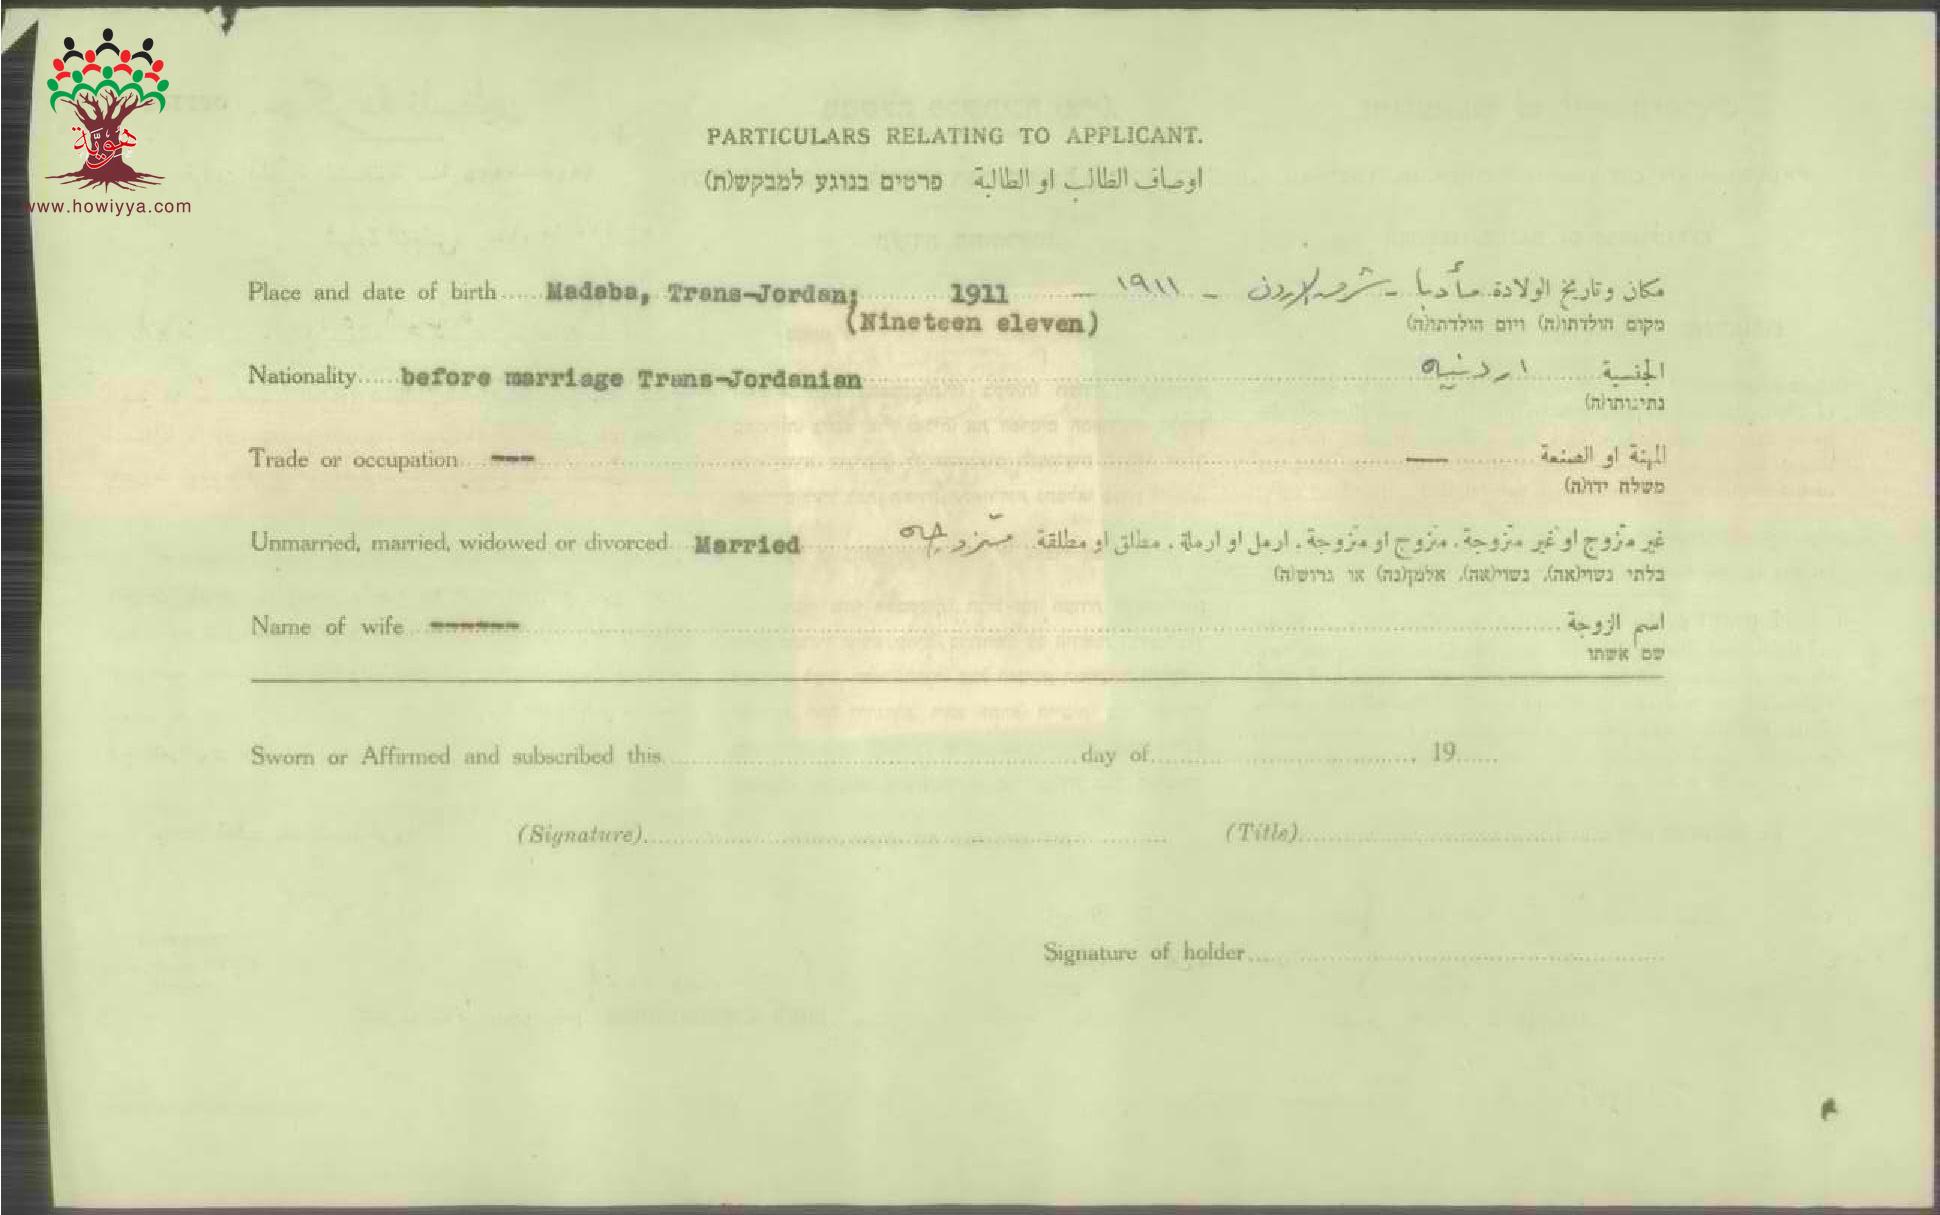 هويّة
www.howiyya.com
PARTICULARS RELATING TO APPLICANT.
اوصاف الطالب او الطالبة פרטים בנוגע למבקש(ת)
Place and date of birth ...... Madaba, Trans-Jordan; 1911 — ١٩١١ - مأدبا - شرق الاردن مكان وتاريخ الولادة
(Nineteen eleven) מקום הולדתו(ה) ויום הולדתו(ה)
Nationality ...... before marriage Trans-Jordanian اردنيه الجنسية
נתינותו(ה)
Trade or occupation --- — المهنة او الصنعة
משלח ידו(ה)
Unmarried, married, widowed or divorced Married متزوجه غير متزوج او غير متزوجة. متزوج او متزوجة. ارمل او ارملة. مطلق او مطلقة
בלתי נשוי(אה), נשוי(אה), אלמן(נה) או גרוש(ה)
Name of wife ------ اسم الزوجة
שם אשתו
Sworn or Affirmed and subscribed this ...... day of ......, 19......
(Signature) ...... (Title) ......
Signature of holder ......